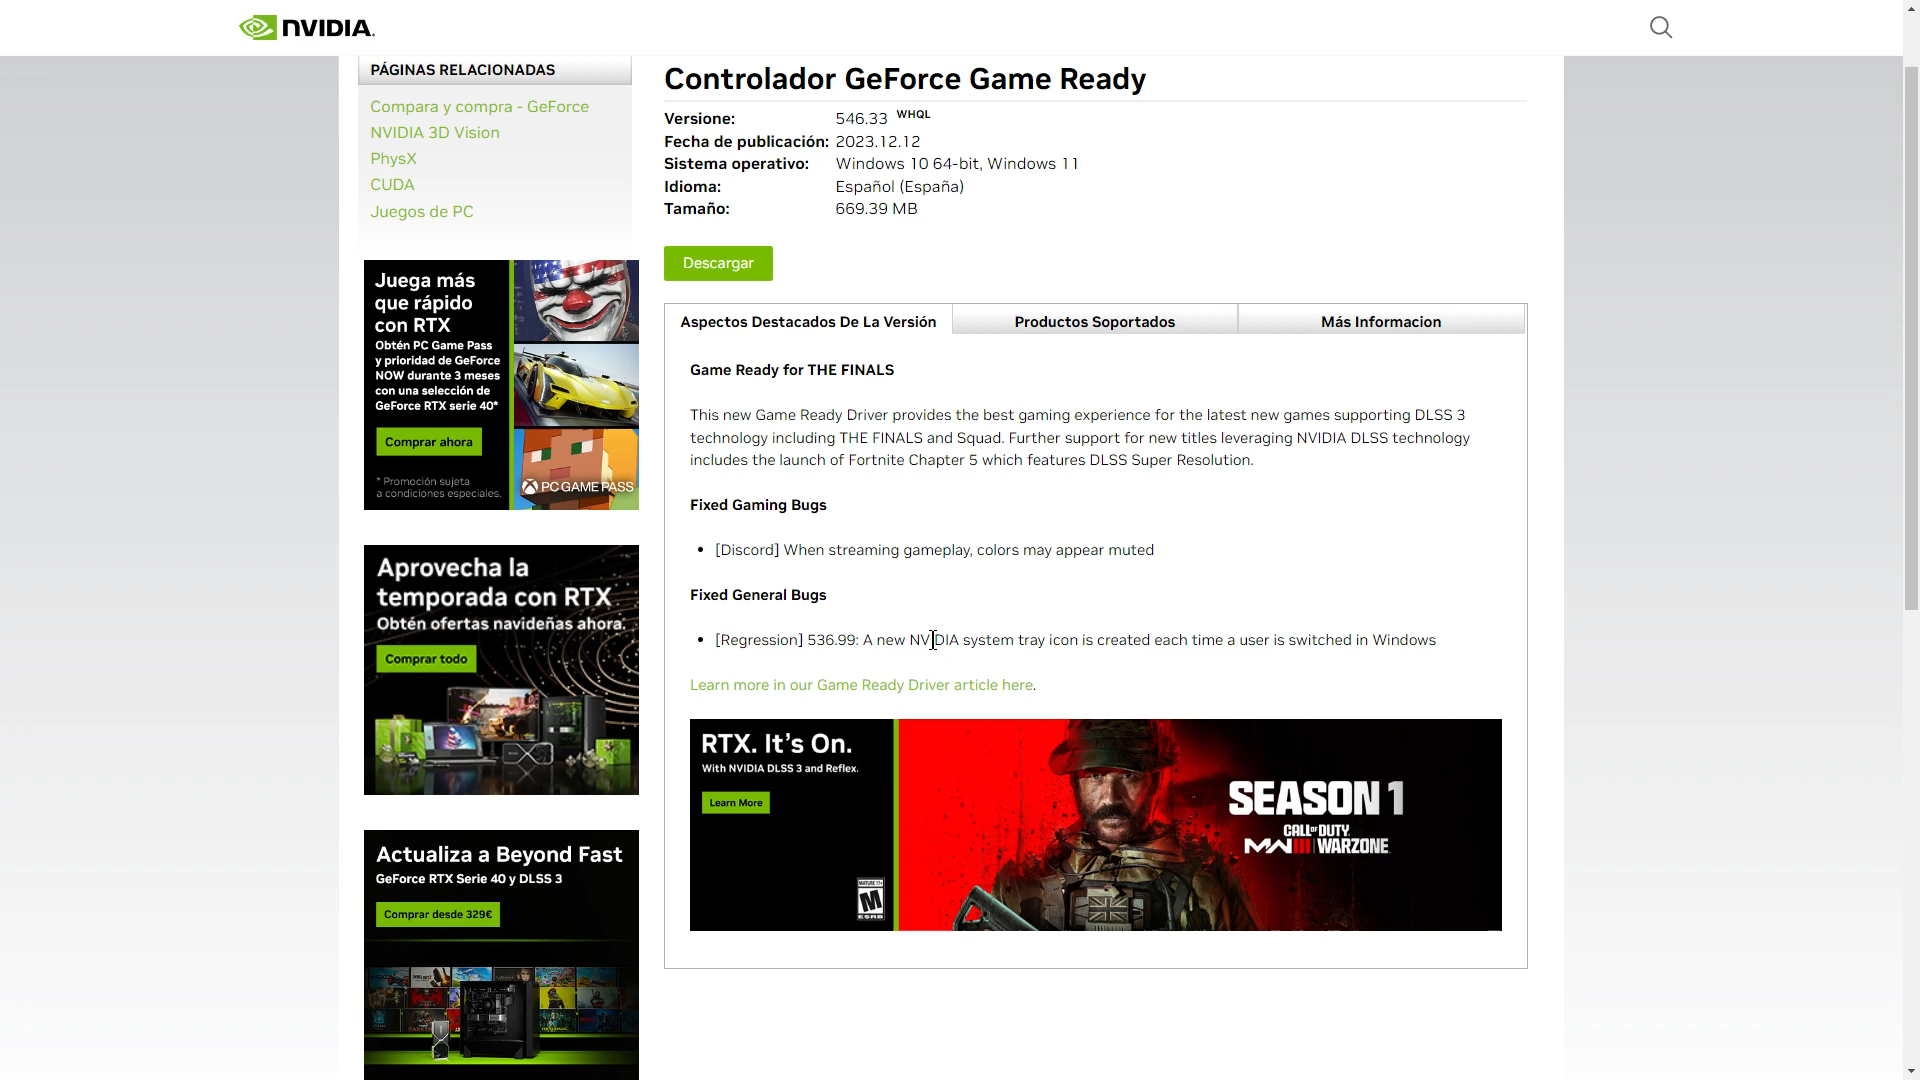 NVIDIA.
PÁGINAS RELACIONADAS
Compara y compra - GeForce
NVIDIA 3D Vision
PhysX
CUDA
Juegos de PC
Juega más
que rápido
con RTX
Obtén PC Game Pass
y prioridad de GeForce
NOW durante 3 meses
con una selección de
GeForce RTX serie 40*
Comprar ahora
* Promoción sujeta
a condiciones especiales.
PC GAME PASS
Aprovecha la
temporada con RTX
Obtén ofertas navideñas ahora.
Comprar todo
Actualiza a Beyond Fast
GeForce RTX Serie 40 y DLSS 3
Comprar desde 329€
Controlador GeForce Game Ready
Versione: 546.33 WHQL
Fecha de publicación: 2023.12.12
Sistema operativo: Windows 10 64-bit, Windows 11
Idioma: Español (España)
Tamaño: 669.39 MB
Descargar
Aspectos Destacados De La Versión Productos Soportados Más Informacion
Game Ready for THE FINALS
This new Game Ready Driver provides the best gaming experience for the latest new games supporting DLSS 3
technology including THE FINALS and Squad. Further support for new titles leveraging NVIDIA DLSS technology
includes the launch of Fortnite Chapter 5 which features DLSS Super Resolution.
Fixed Gaming Bugs
• [Discord] When streaming gameplay, colors may appear muted
Fixed General Bugs
• [Regression] 536.99: A new NVIDIA system tray icon is created each time a user is switched in Windows
Learn more in our Game Ready Driver article here.
RTX. It's On.
With NVIDIA DLSS 3 and Reflex.
Learn More
MATURE 17+
M
ESRB
SEASON 1
CALL OF DUTY
MWIII WARZONE